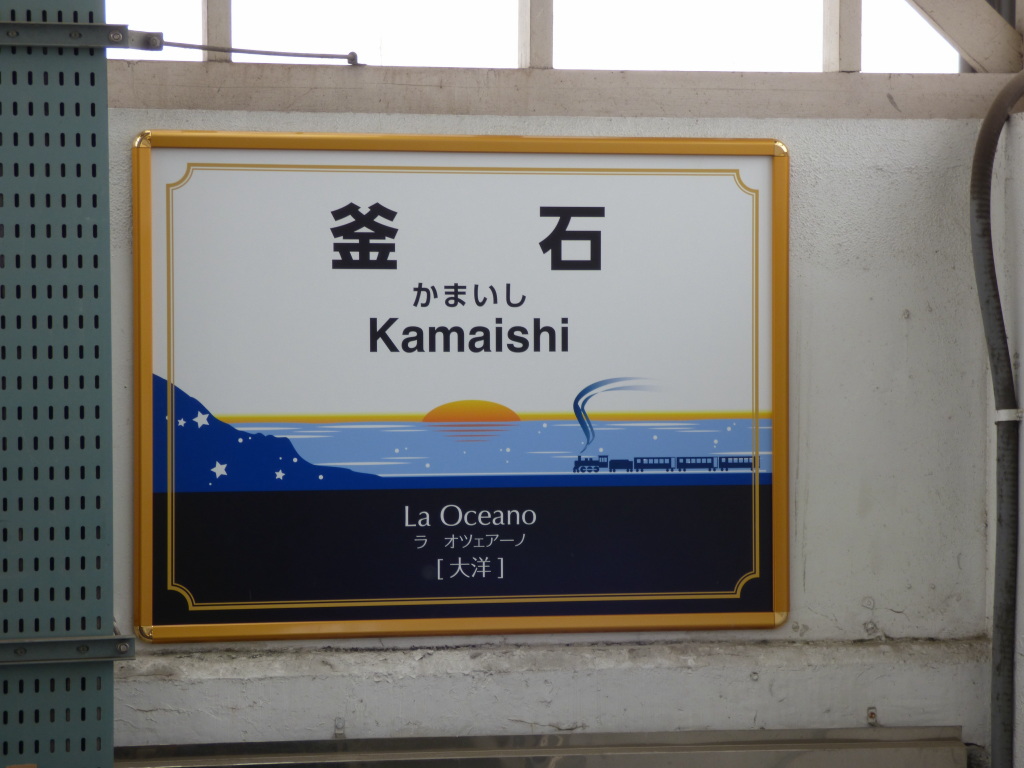 釜石
かまいし
Kamaishi
La Oceano
ラ オツェアーノ
[大洋]